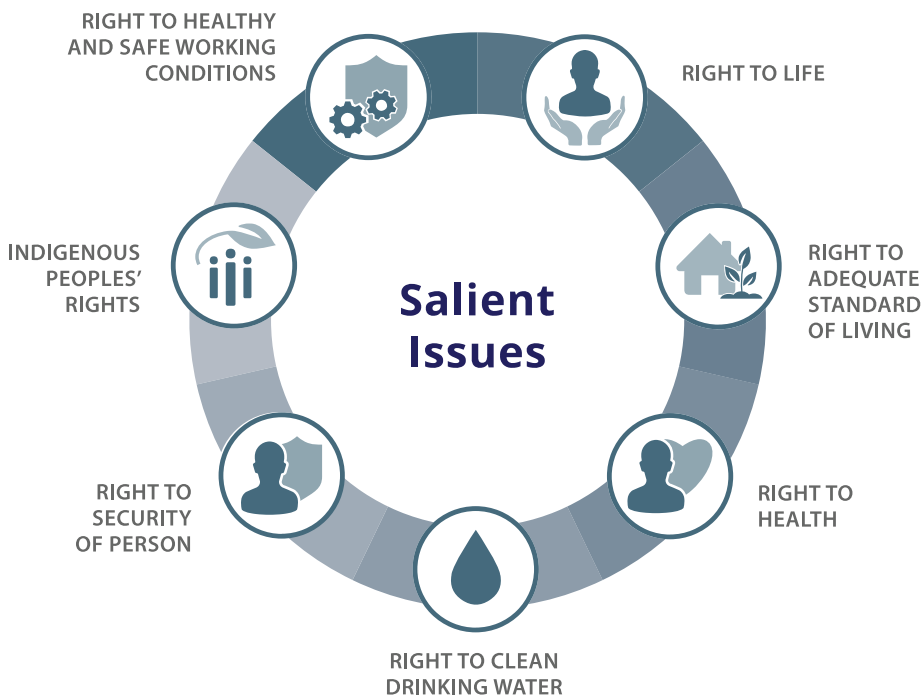 RIGHT TO HEALTHY
AND SAFE WORKING
CONDITIONS
RIGHT TO LIFE
INDIGENOUS
PEOPLES’
RIGHTS
Salient
Issues
RIGHT TO
ADEQUATE
STANDARD
OF LIVING
RIGHT TO
SECURITY
OF PERSON
RIGHT TO
HEALTH
RIGHT TO CLEAN
DRINKING WATER